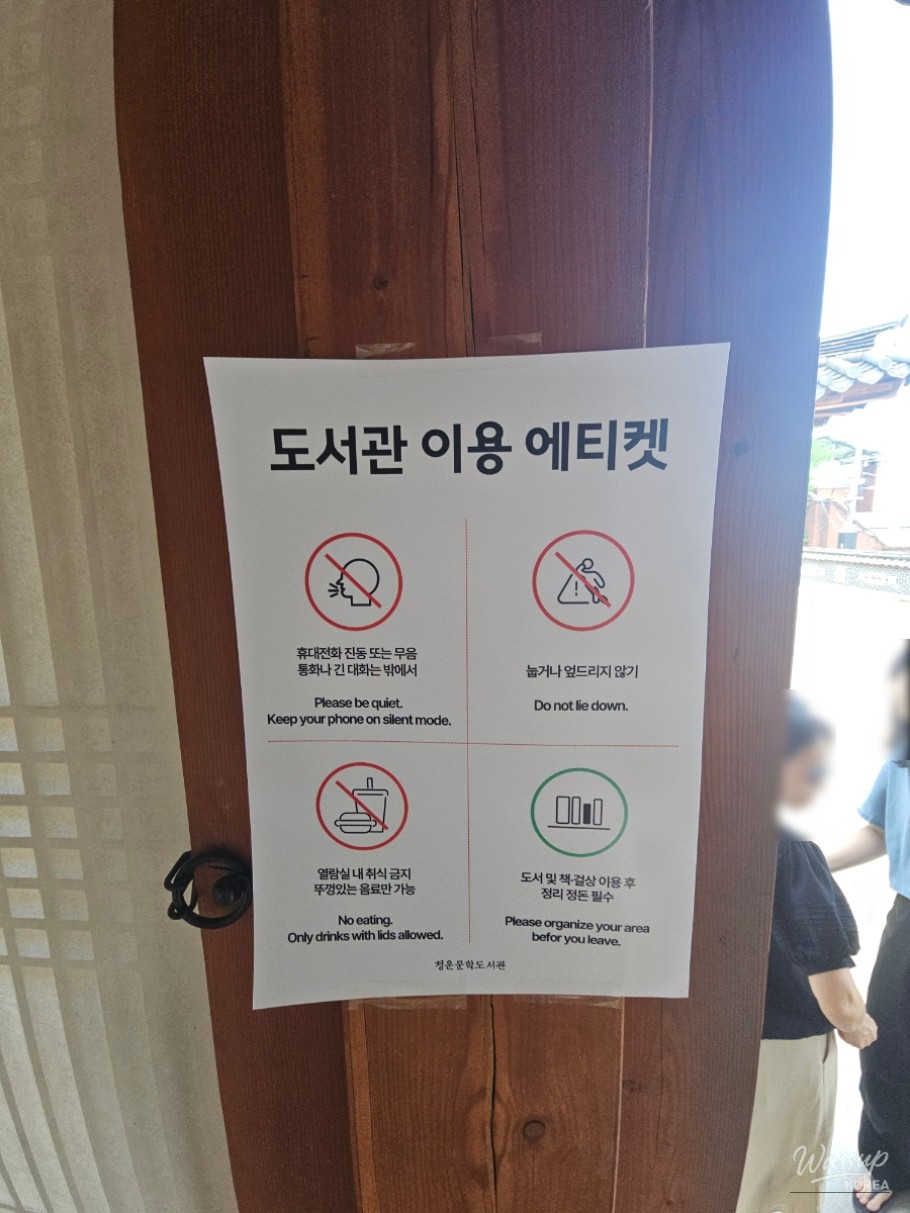 도서관 이용 에티켓
휴대전화 진동 또는 무음
통화나 긴 대화는 밖에서
Please be quiet.
Keep your phone on silent mode.
눕거나 엎드리지 않기
Do not lie down.
열람실 내 취식 금지
뚜껑있는 음료만 가능
No eating.
Only drinks with lids allowed.
도서 및 책·걸상 이용 후
정리 정돈 필수
Please organize your area
befor you leave.
청운문학도서관
KOREA